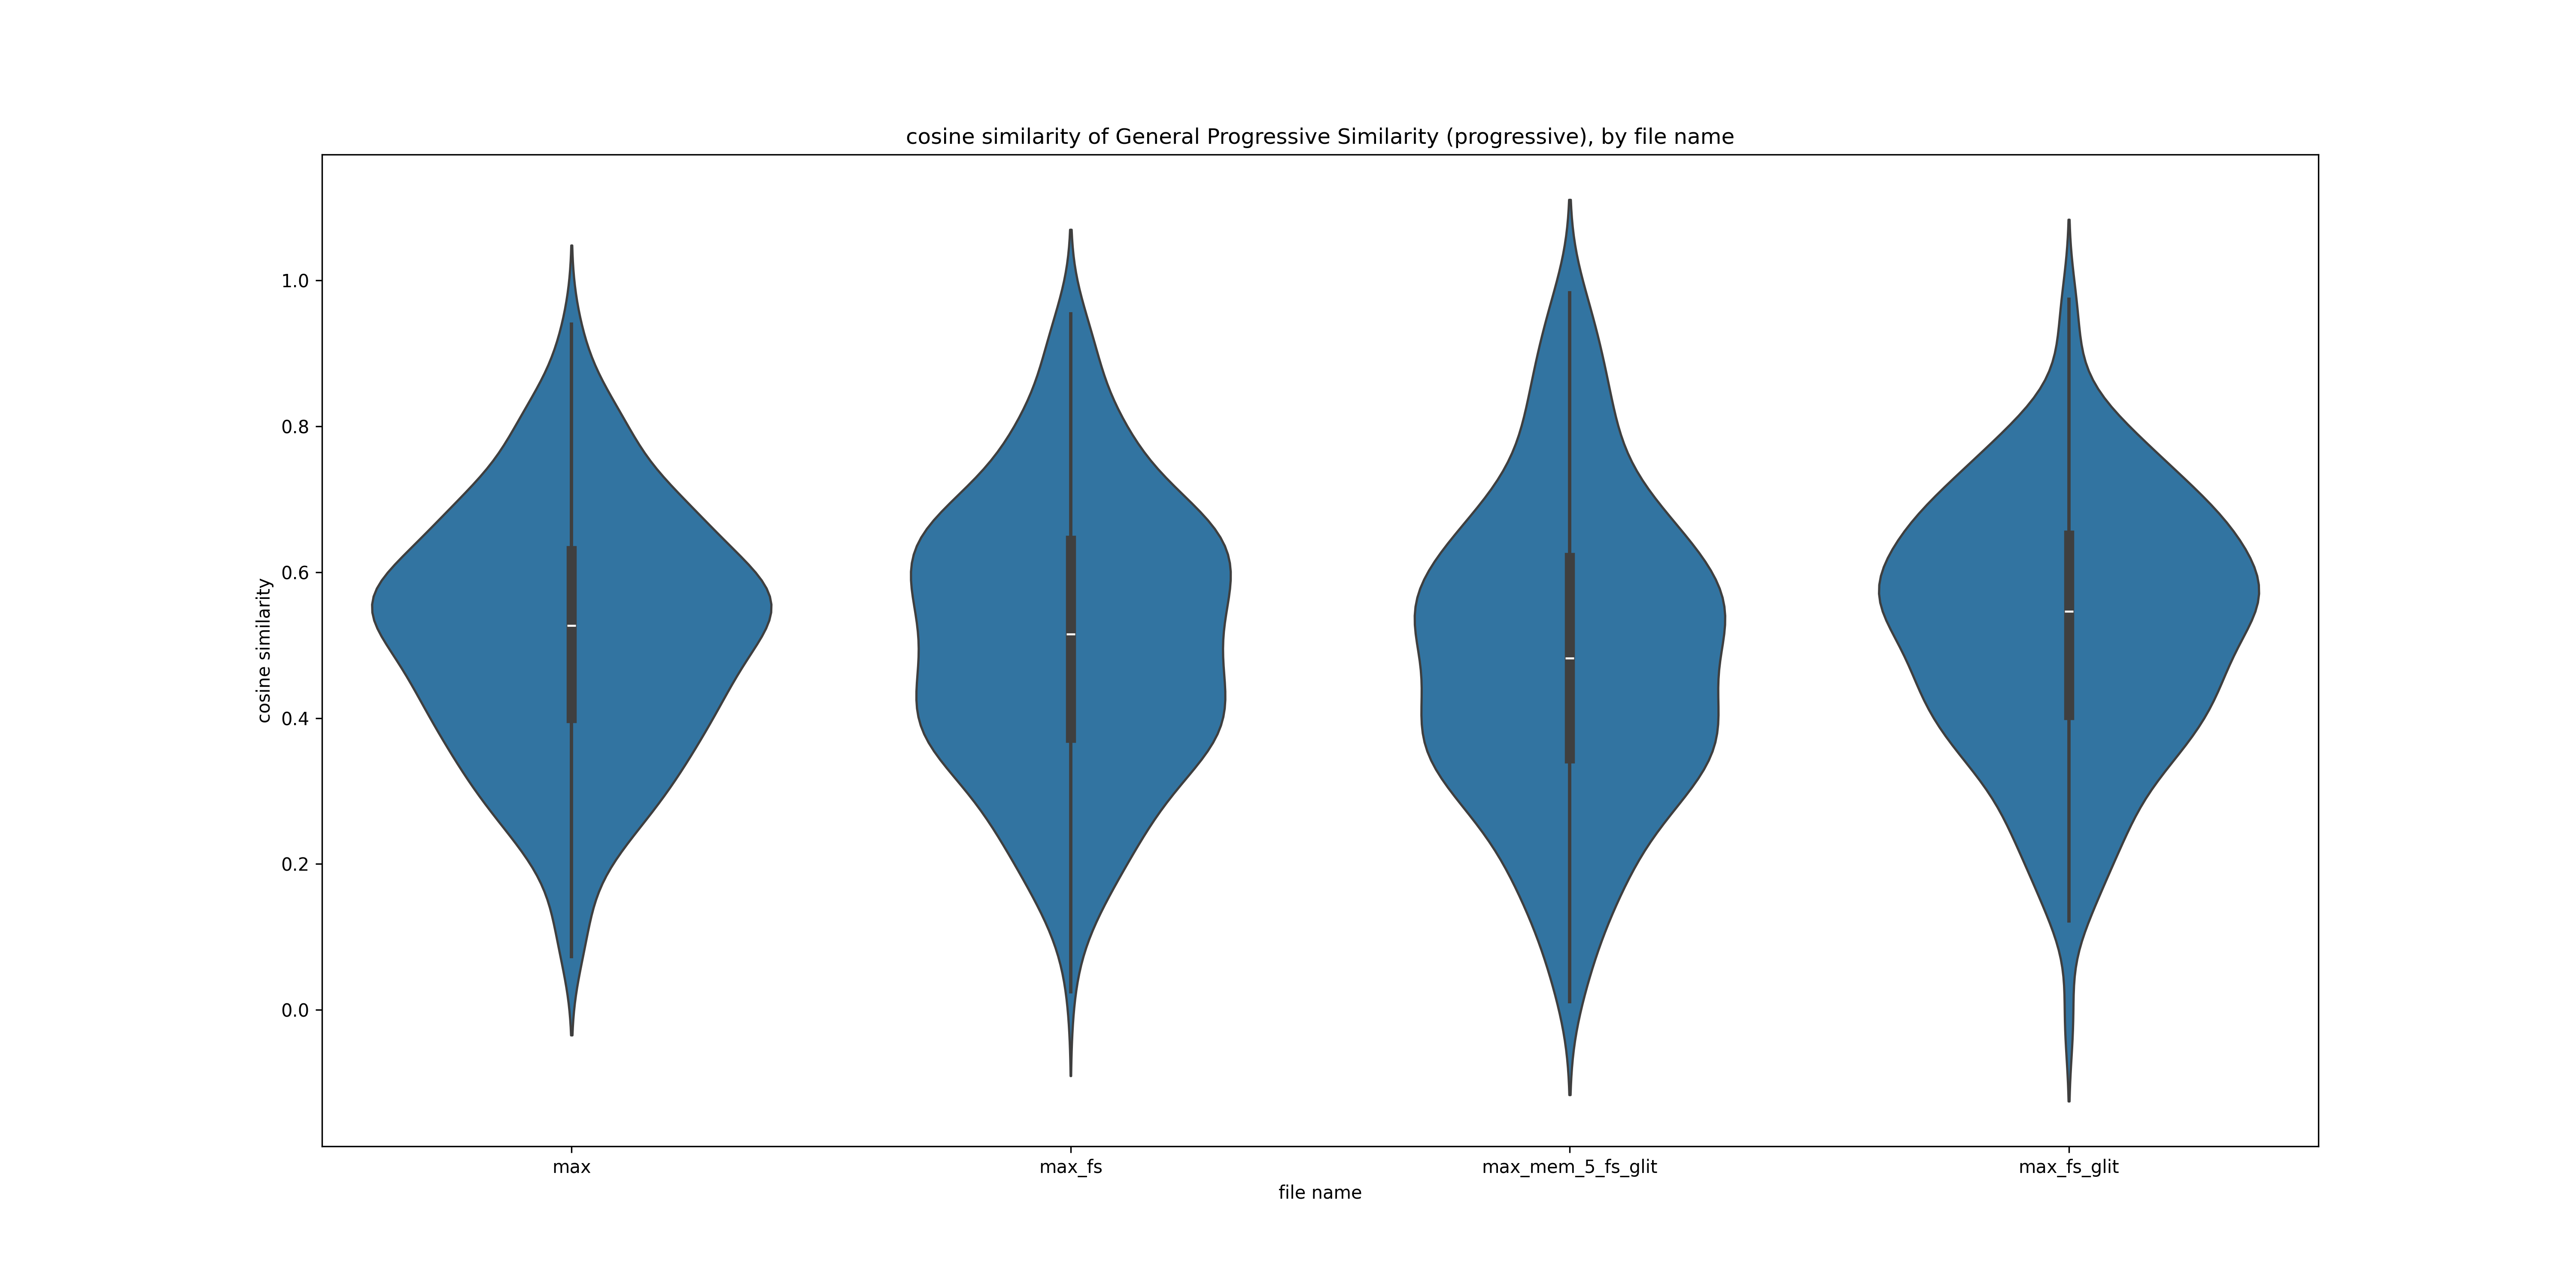 cosine similarity of General Progressive Similarity (progressive), by file name
1.0
0.8
0.6
0.4
0.2
0.0
cosine similarity
max
max_fs
max_mem_5_fs_glit
max_fs_glit
file name